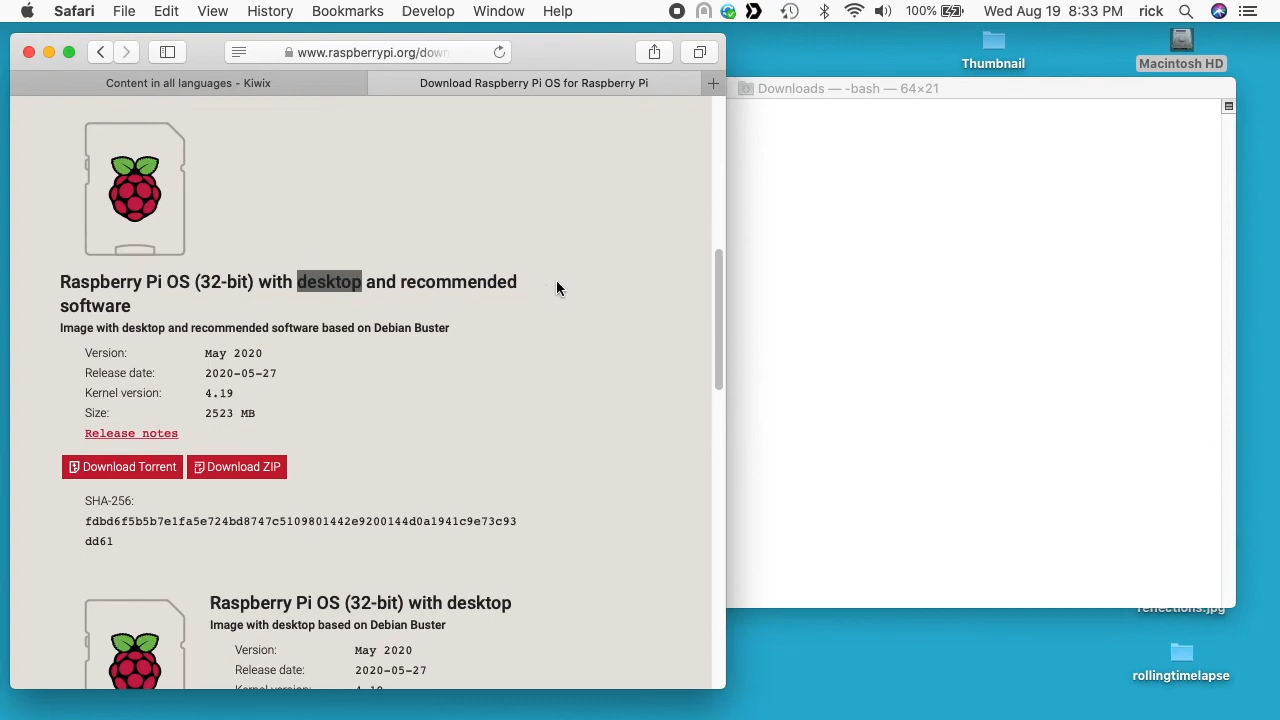 Safari File Edit View History Bookmarks Develop Window Help 100% Wed Aug 19 8:33 PM rick
www.raspberrypi.org/down
Content in all languages - Kiwix
Download Raspberry Pi OS for Raspberry Pi
Raspberry Pi OS (32-bit) with desktop and recommended
software
Image with desktop and recommended software based on Debian Buster
Version: May 2020
Release date: 2020-05-27
Kernel version: 4.19
Size: 2523 MB
Release notes
Download Torrent Download ZIP
SHA-256:
fdbd6f5b5b7e1fa5e724bd8747c5109801442e9200144d0a1941c9e73c93
dd61
Raspberry Pi OS (32-bit) with desktop
Image with desktop based on Debian Buster
Version: May 2020
Release date: 2020-05-27
Downloads — -bash — 64×21
Thumbnail
Macintosh HD
reflections.jpg
rollingtimelapse